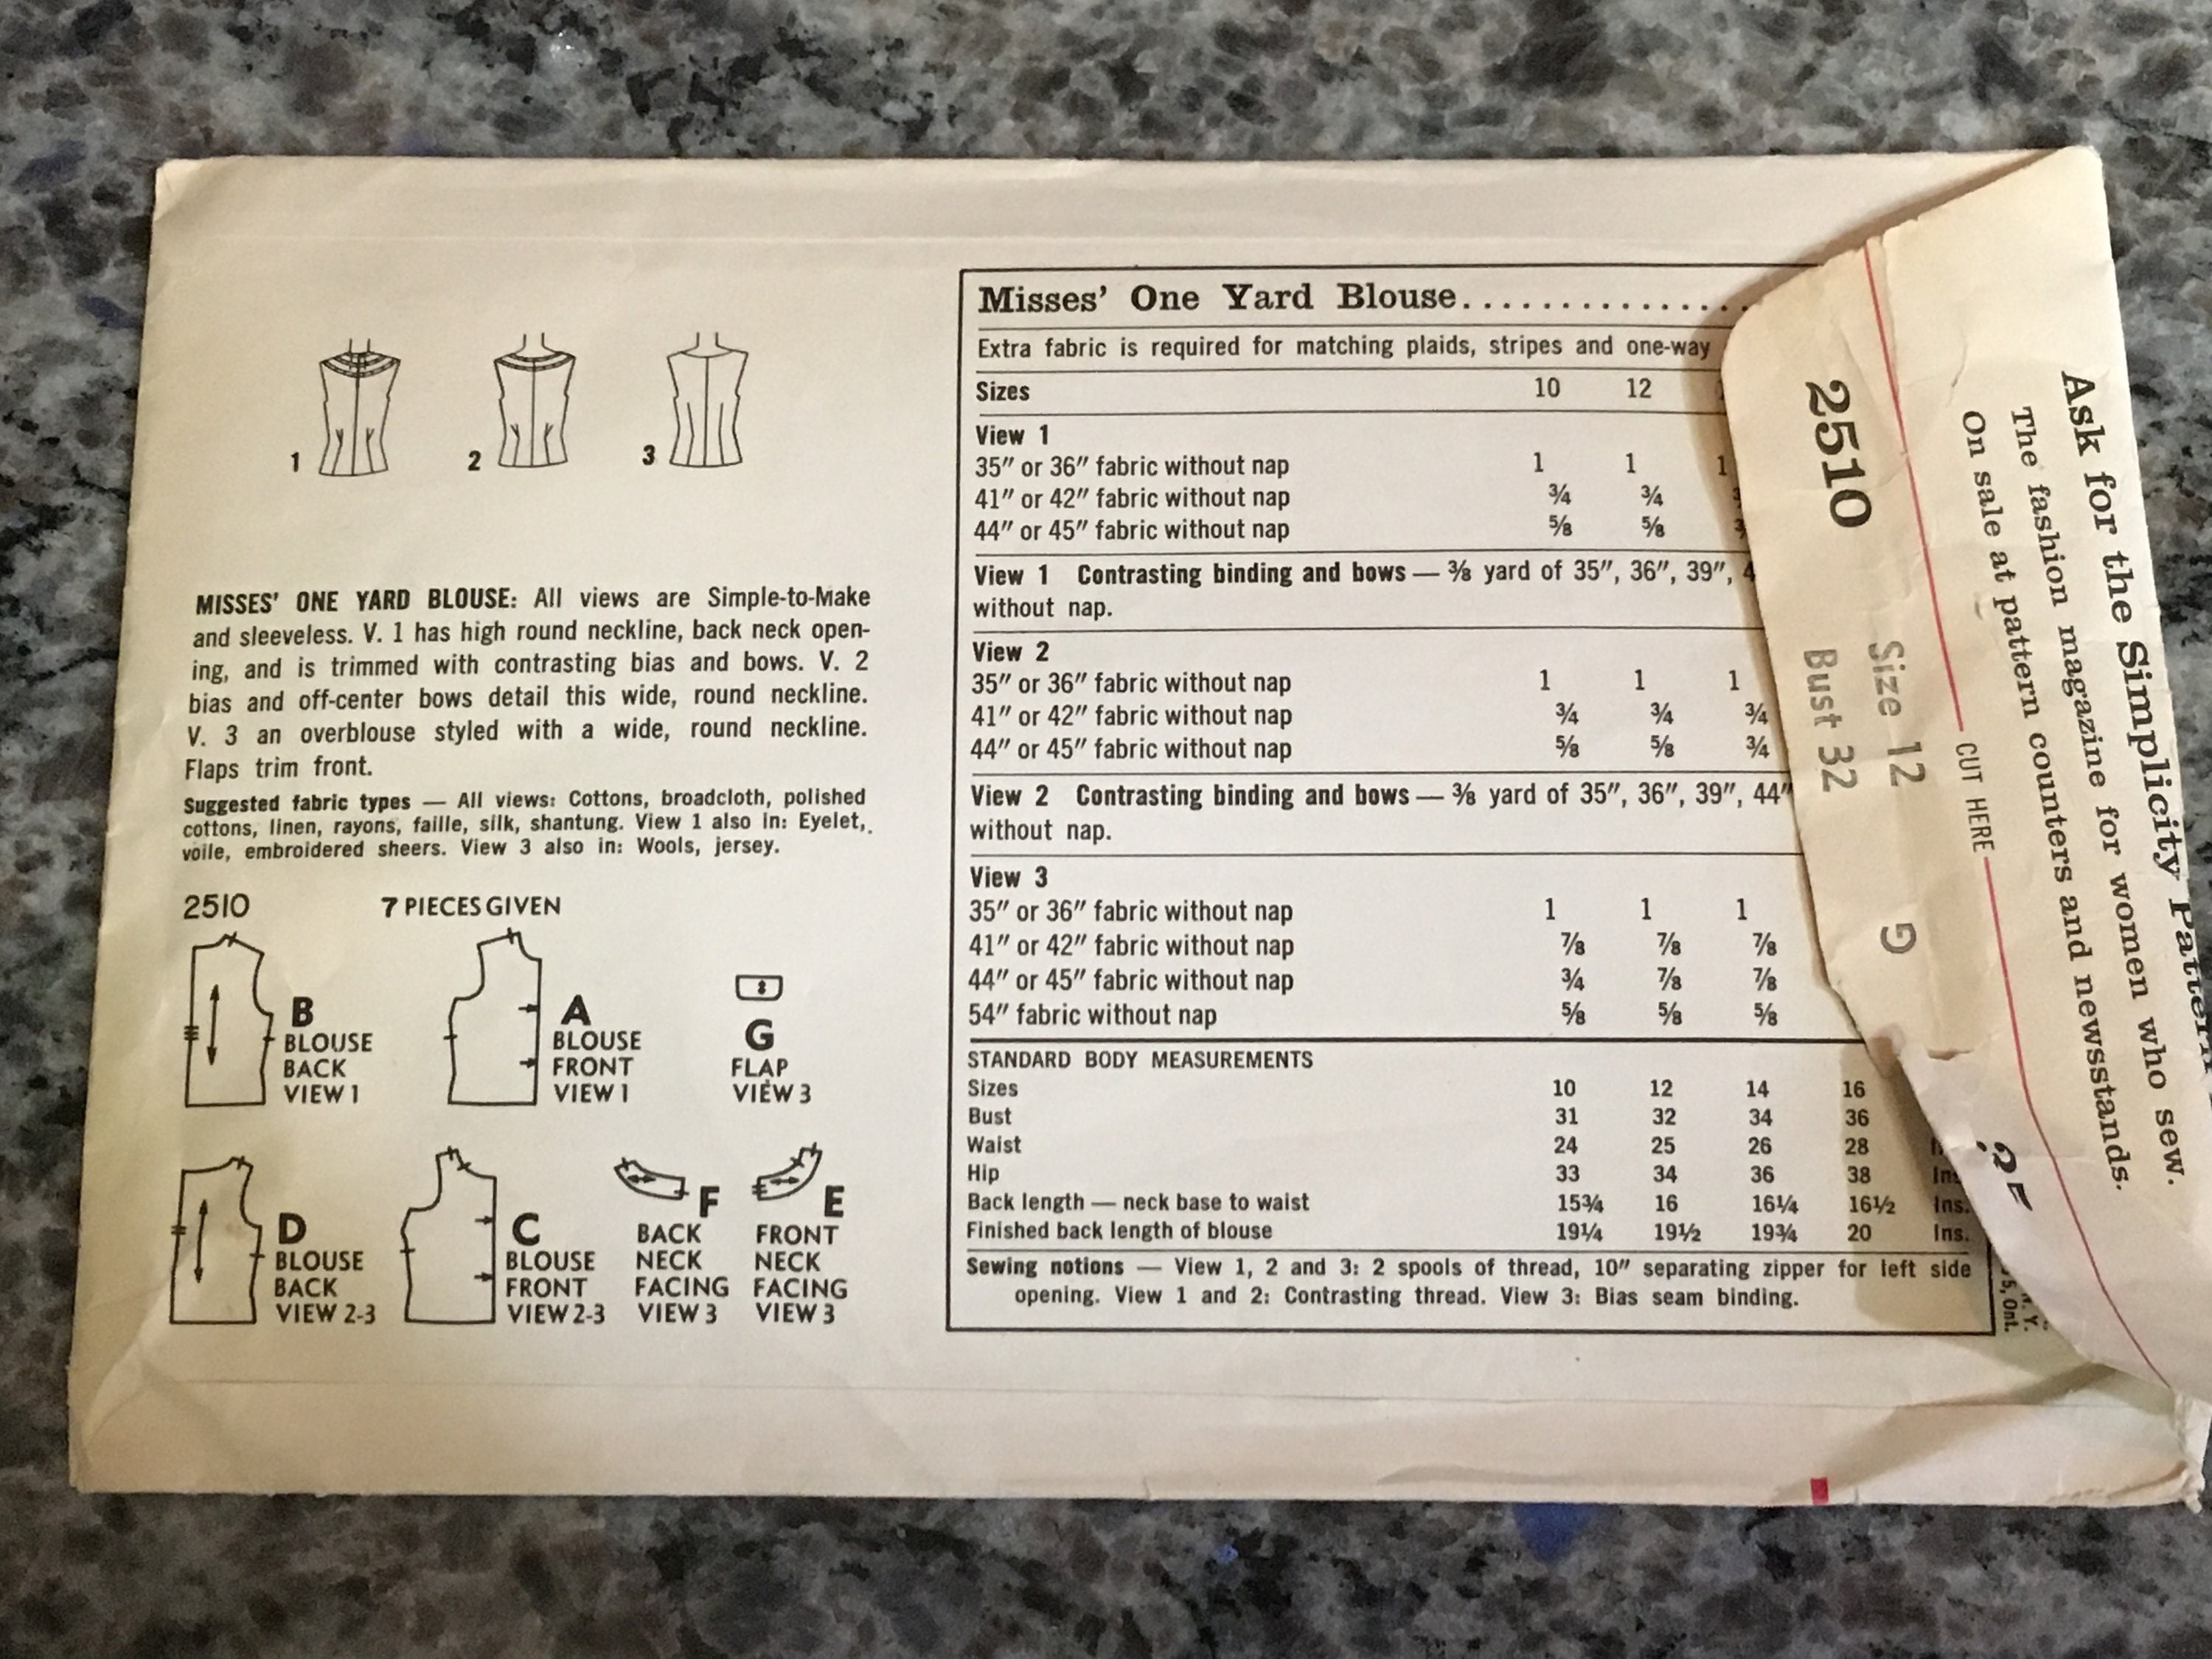 1
2
3
MISSES' ONE YARD BLOUSE: All views are Simple-to-Make
and sleeveless. V. 1 has high round neckline, back neck open-
ing, and is trimmed with contrasting bias and bows. V. 2
bias and off-center bows detail this wide, round neckline.
V. 3 an overblouse styled with a wide, round neckline.
Flaps trim front.
Suggested fabric types — All views: Cottons, broadcloth, polished
cottons, linen, rayons, faille, silk, shantung. View 1 also in: Eyelet,
voile, embroidered sheers. View 3 also in: Wools, jersey.
2510 7 PIECES GIVEN
B
BLOUSE
BACK
VIEW 1
A
BLOUSE
FRONT
VIEW 1
G
FLAP
VIEW 3
D
BLOUSE
BACK
VIEW 2-3
C
BLOUSE
FRONT
VIEW 2-3
F
BACK
NECK
FACING
VIEW 3
E
FRONT
NECK
FACING
VIEW 3
Misses' One Yard Blouse..............
Extra fabric is required for matching plaids, stripes and one-way
Sizes 10 12
View 1
35″ or 36″ fabric without nap 1 1 1
41″ or 42″ fabric without nap ¾ ¾
44″ or 45″ fabric without nap ⅝ ⅝
View 1 Contrasting binding and bows — ⅜ yard of 35″, 36″, 39″,
without nap.
View 2
35″ or 36″ fabric without nap 1 1 1
41″ or 42″ fabric without nap ¾ ¾ ¾
44″ or 45″ fabric without nap ⅝ ⅝ ¾
View 2 Contrasting binding and bows — ⅜ yard of 35″, 36″, 39″, 44″
without nap.
View 3
35″ or 36″ fabric without nap 1 1 1
41″ or 42″ fabric without nap ⅞ ⅞ ⅞
44″ or 45″ fabric without nap ¾ ⅞ ⅞
54″ fabric without nap ⅝ ⅝ ⅝
STANDARD BODY MEASUREMENTS
Sizes 10 12 14 16
Bust 31 32 34 36
Waist 24 25 26 28
Hip 33 34 36 38
Back length — neck base to waist 15¾ 16 16¼ 16½ Ins.
Finished back length of blouse 19¼ 19½ 19¾ 20 Ins.
Sewing notions — View 1, 2 and 3: 2 spools of thread, 10″ separating zipper for left side
opening. View 1 and 2: Contrasting thread. View 3: Bias seam binding.
N. Y.
5, Ont.
Ask for the Simplicity Pattern
The fashion magazine for women who sew.
On sale at pattern counters and newsstands.
CUT HERE
2510
Size 12 G
Bust 32